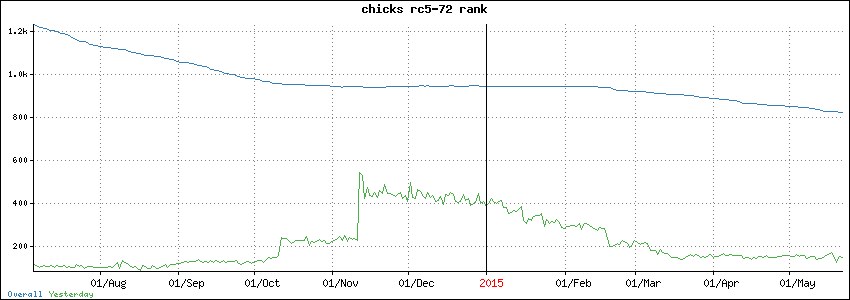 chicks rc5-72 rank
1.2k
1.0k
800
600
400
200
01/Aug 01/Sep 01/Oct 01/Nov 01/Dec 2015 01/Feb 01/Mar 01/Apr 01/May
Overall Yesterday